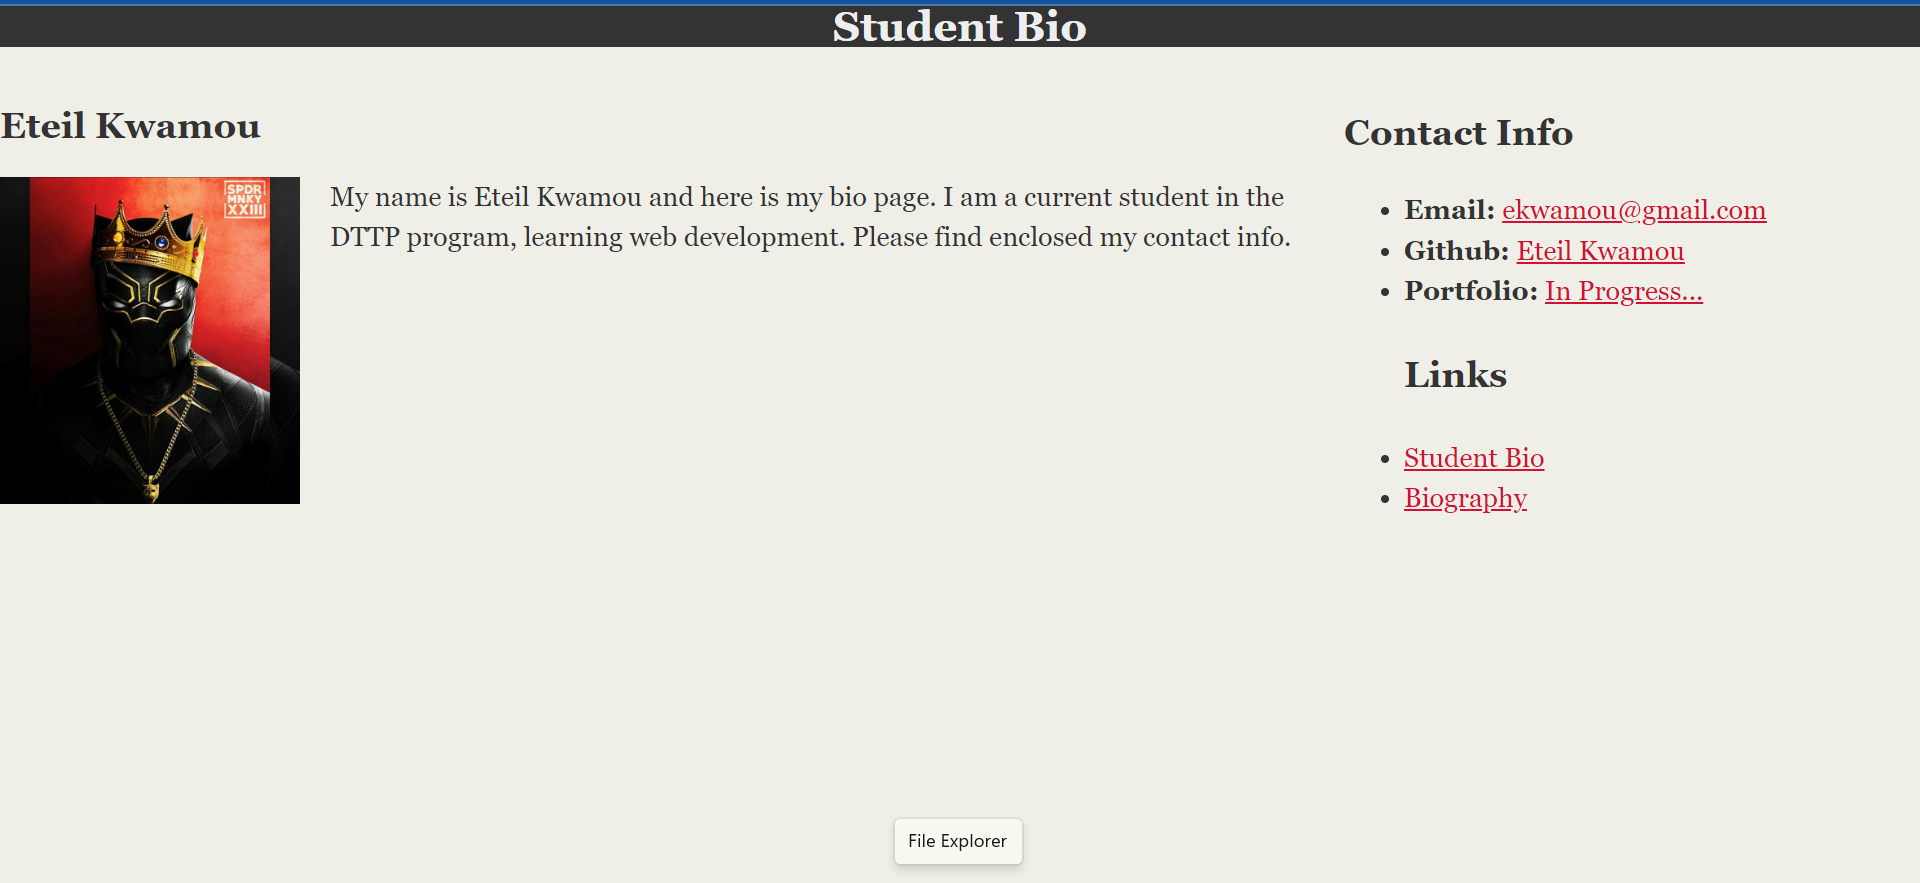 Student Bio
Eteil Kwamou
SPDR
MNKY
XXIII
My name is Eteil Kwamou and here is my bio page. I am a current student in the
DTTP program, learning web development. Please find enclosed my contact info.
Contact Info
Email: ekwamou@gmail.com
Github: Eteil Kwamou
Portfolio: In Progress...
Links
Student Bio
Biography
File Explorer